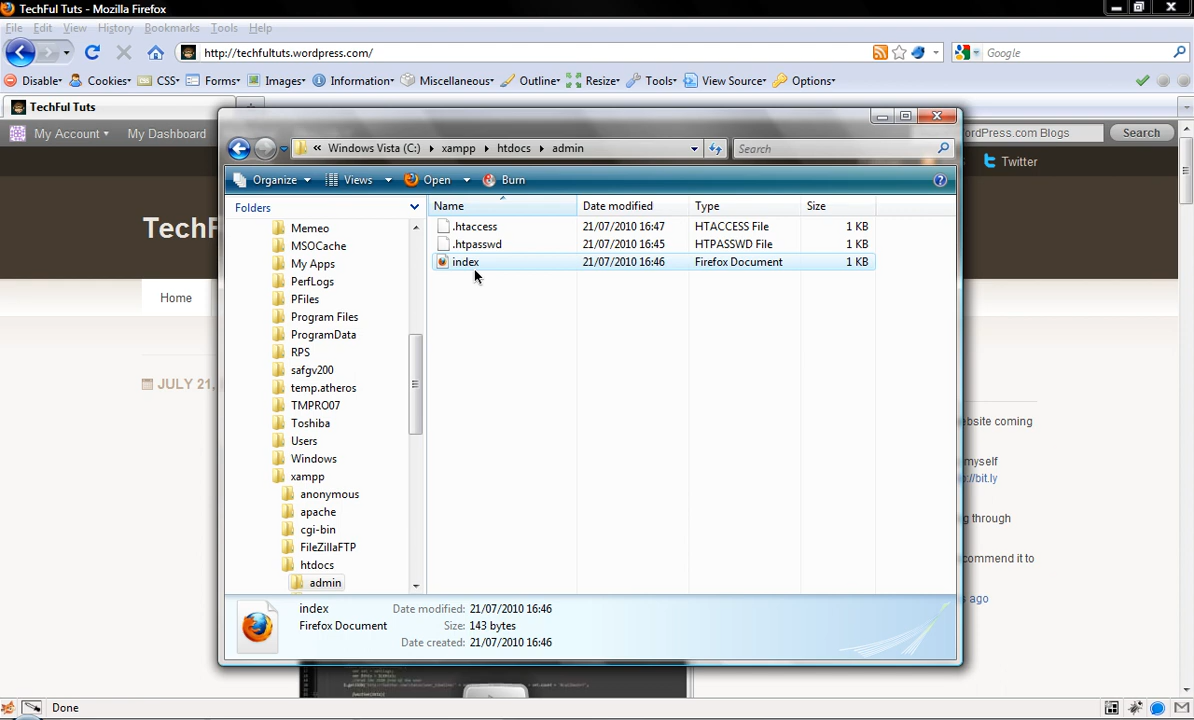 TechFul Tuts - Mozilla Firefox
File Edit View History Bookmarks Tools Help
http://techfultuts.wordpress.com/ Google
Disable Cookies CSS Forms Images Information Miscellaneous Outline Resize Tools View Source Options
TechFul Tuts
My Account My Dashboard ordPress.com Blogs Search
« Windows Vista (C:) xampp htdocs admin Search
Twitter
Organize Views Open Burn
Folders Name Date modified Type Size
TechF
Memeo
MSOCache
My Apps
PerfLogs
PFiles
Program Files
ProgramData
RPS
safgv200
temp.atheros
TMPRO07
Toshiba
Users
Windows
xampp
anonymous
apache
cgi-bin
FileZillaFTP
htdocs
admin
.htaccess 21/07/2010 16:47 HTACCESS File 1 KB
.htpasswd 21/07/2010 16:45 HTPASSWD File 1 KB
index 21/07/2010 16:46 Firefox Document 1 KB
Home
JULY 21,
ebsite coming
myself
://bit.ly
g through
commend it to
s ago
index Date modified: 21/07/2010 16:46
Firefox Document Size: 143 bytes
Date created: 21/07/2010 16:46
Done